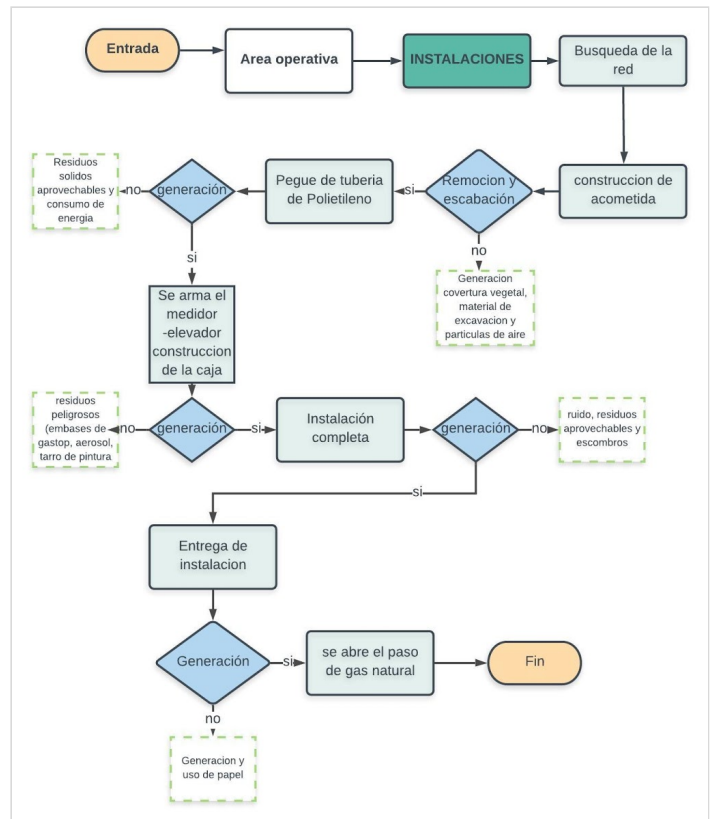 Entrada
Area operativa
INSTALACIONES
Busqueda de la
red
construccion de
acometida
Remocion y
escabación
si
no
Generacion
covertura vegetal,
material de
excavacion y
particulas de aire
Pegue de tuberia
de Polietileno
generación
no
Residuos
solidos
aprovechables y
consumo de
energia
si
Se arma el
medidor
-elevador
construccion
de la caja
generación
no
residuos
peligrosos
(embases de
gastop, aerosol,
tarro de pintura
si
Instalación
completa
generación
no
ruido, residuos
aprovechables y
escombros
si
Entrega de
instalacion
Generación
no
Generacion y
uso de papel
si
se abre el paso
de gas natural
Fin